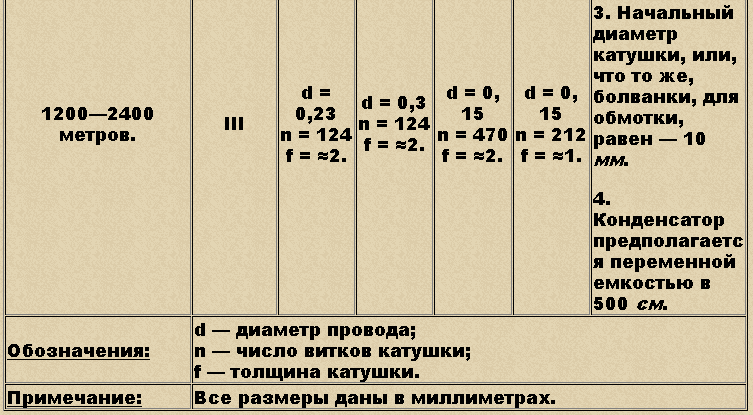 1200—2400
метров.
III
d =
0,23
n = 124
f = ≈2.
d = 0,3
n = 124
f = ≈2.
d = 0,
15
n = 470
f = ≈2.
d = 0,
15
n = 212
f = ≈1.
3. Начальный
диаметр
катушки, или,
что то же,
болванки, для
обмотки,
равен — 10
мм.
4.
Конденсатор
предполагаетс
я переменной
емкостью в
500 см.
Обозначения:
d — диаметр провода;
n — число витков катушки;
f — толщина катушки.
Примечание:
Все размеры даны в миллиметрах.